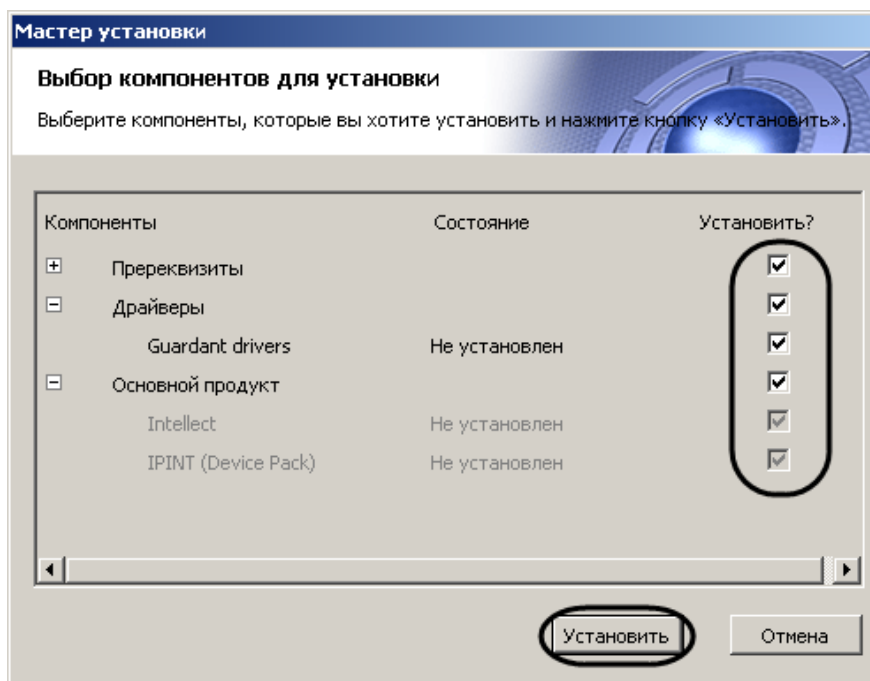 Мастер установки
Выбор компонентов для установки
Выберите компоненты, которые вы хотите установить и нажмите кнопку «Установить».
Компоненты Состояние Установить?
Пререквизиты
Драйверы
Guardant drivers Не установлен
Основной продукт
Intellect Не установлен
IPINT (Device Pack) Не установлен
Установить Отмена